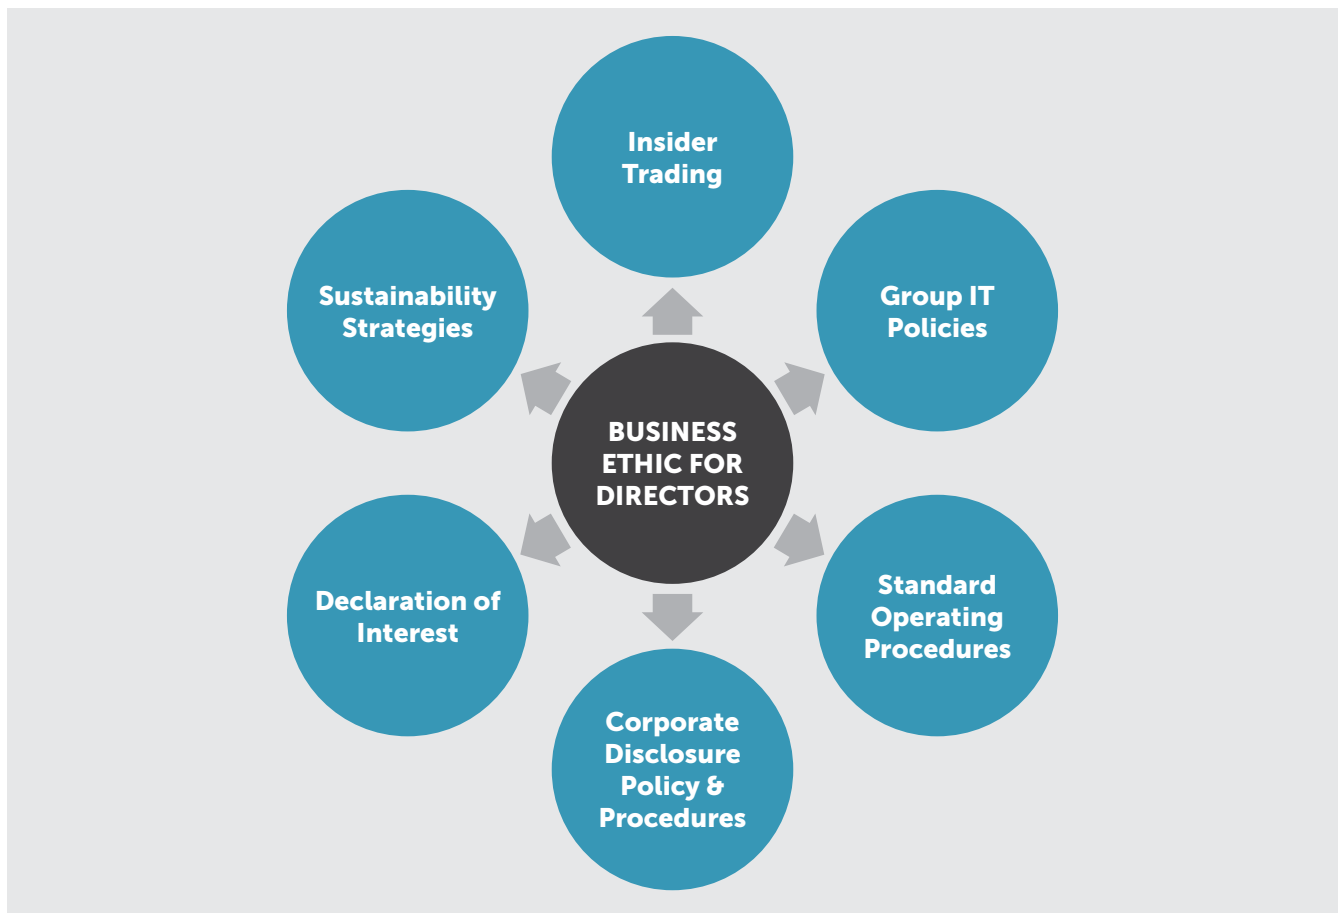 Insider
Trading
Sustainability
Strategies
Group IT
Policies
BUSINESS
ETHIC FOR
DIRECTORS
Declaration of
Interest
Standard
Operating
Procedures
Corporate
Disclosure
Policy &
Procedures